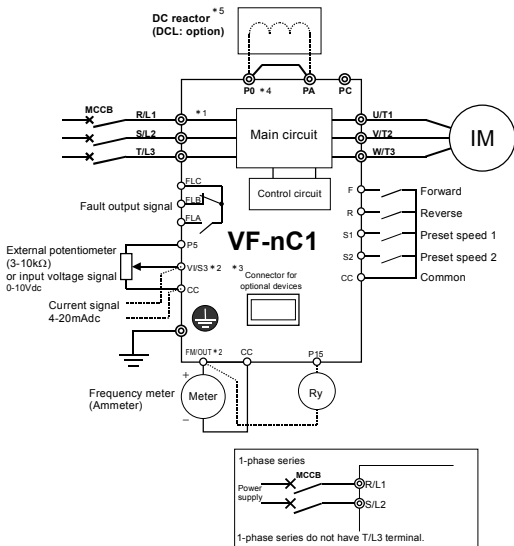 DC reactor *5
(DCL: option)
P0 *4 PA PC
MCCB
R/L1 *1 U/T1
S/L2 V/T2
T/L3 W/T3
Main circuit
IM
Control circuit
FLC
FLB
FLA
Fault output signal
VF-nC1
F Forward
R Reverse
S1 Preset speed 1
S2 Preset speed 2
CC Common
P5
External potentiometer
(3-10kΩ)
or input voltage signal
0-10Vdc
VI/S3 *2 *3
CC
Connector for
optional devices
Current signal
4-20mAdc
FM/OUT *2 CC P15
+
Frequency meter
(Ammeter)
Meter
Ry
−
1-phase series
MCCB
Power
supply
R/L1
S/L2
1-phase series do not have T/L3 terminal.